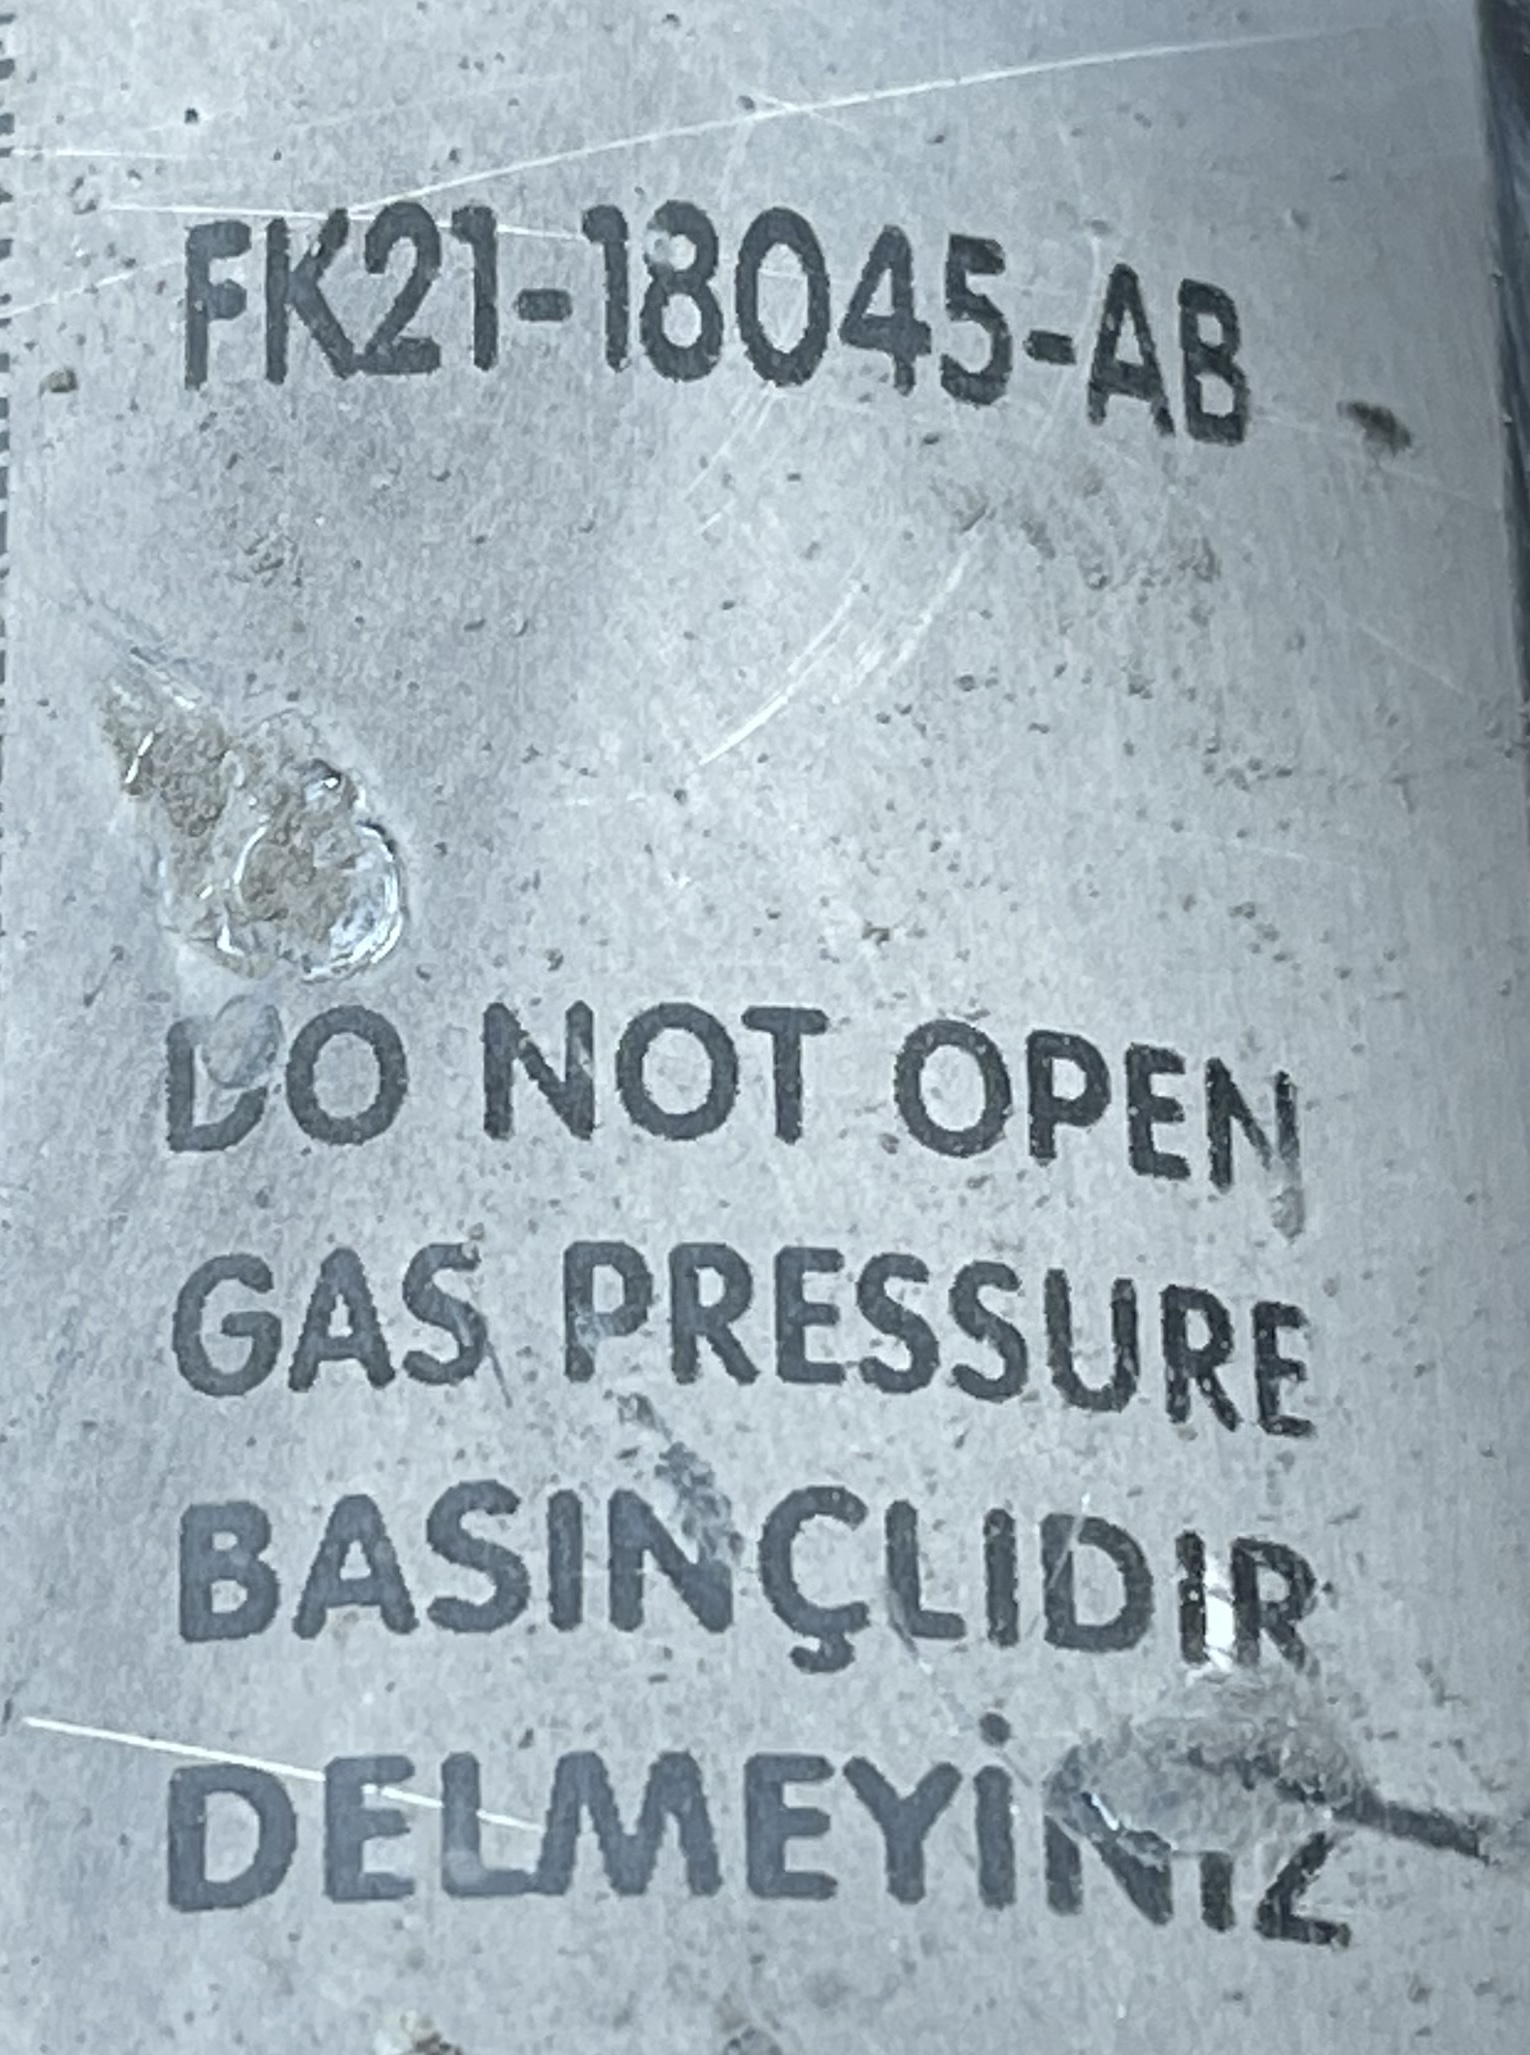 FK21-18045-AB
DO NOT OPEN
GAS PRESSURE
BASINÇLIDIR
DELMEYİNİZ